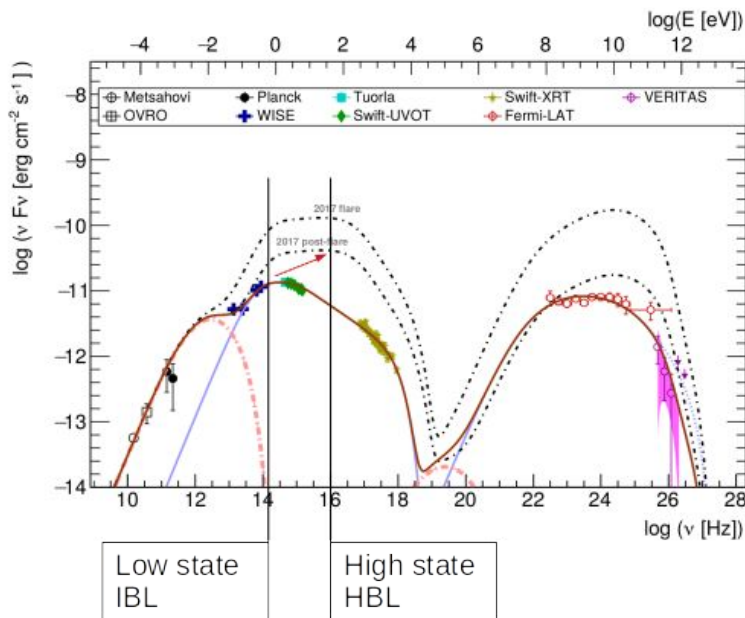 log(E [eV])
−4 −2 0 2 4 6 8 10 12
Metsahovi Planck Tuorla Swift-XRT VERITAS
OVRO WISE Swift-UVOT Fermi-LAT
log (ν Fν [erg cm⁻² s⁻¹ ])
−8
−9
−10
−11
−12
−13
−14
2017 flare
2017 post-flare
10 12 14 16 18 20 22 24 26 28
log (ν [Hz])
Low state
IBL
High state
HBL